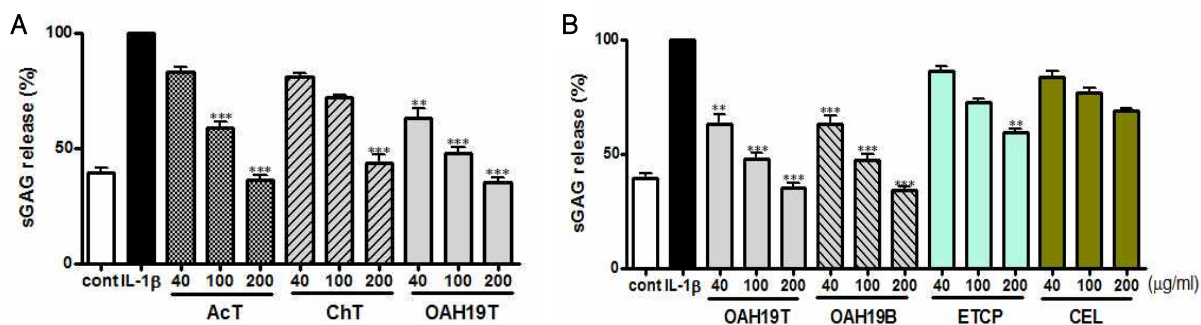 A
sGAG release (%)
100
50
0
***
***
***
**
***
***
cont IL-1β 40 100 200 40 100 200 40 100 200
AcT ChT OAH19T
B
sGAG release (%)
100
50
0
**
***
***
***
***
***
**
cont IL-1β 40 100 200 40 100 200 40 100 200 40 100 200 (μg/ml)
OAH19T OAH19B ETCP CEL